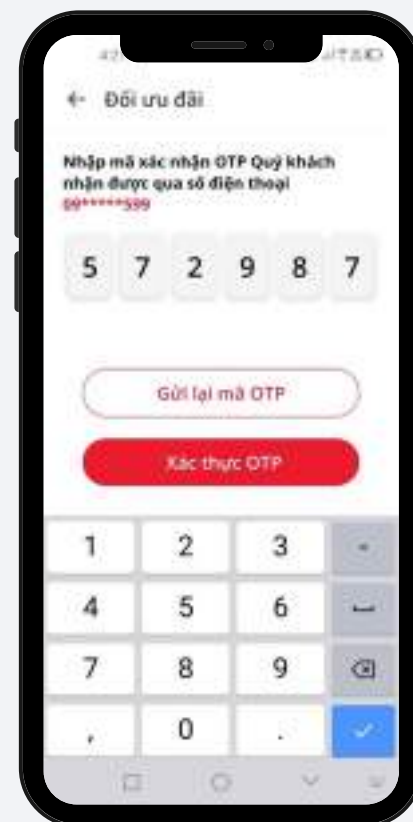 ← Đổi ưu đãi
Nhập mã xác nhận OTP Quý khách
nhận được qua số điện thoại
09*****599
5 7 2 9 8 7
Gửi lại mã OTP
Xác thực OTP
1 2 3 -
4 5 6
7 8 9
, 0 .